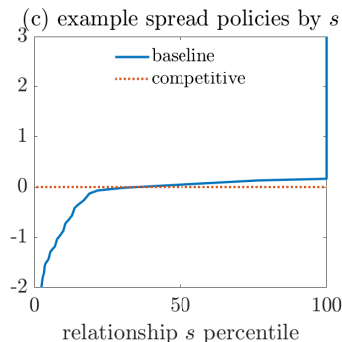 (c) example spread policies by s
3
baseline
competitive
2
1
0
-1
-2
0 50 100
relationship s percentile